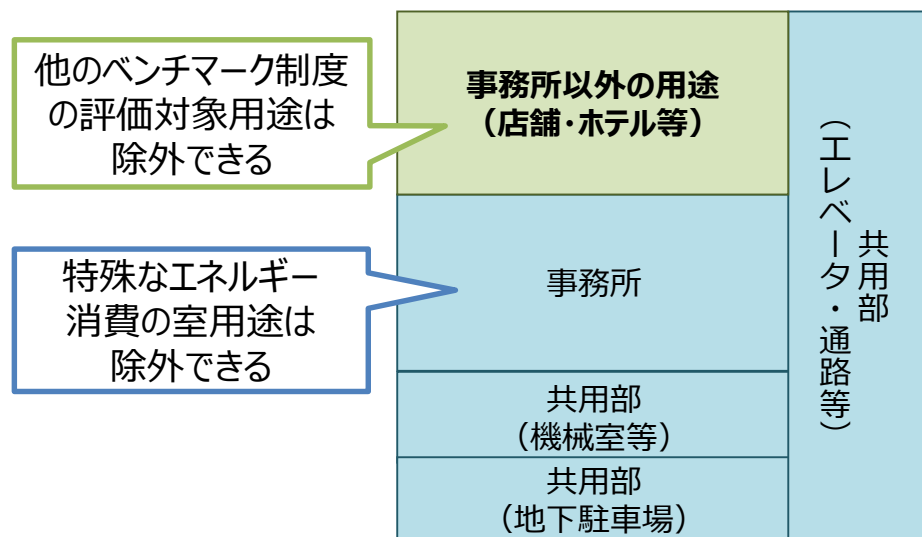 他のベンチマーク制度
の評価対象用途は
除外できる
事務所以外の用途
（店舗・ホテル等）
特殊なエネルギー
消費の室用途は
除外できる
事務所
共用部
（機械室等）
共用部
（地下駐車場）
共用部
（エレベータ・通路等）